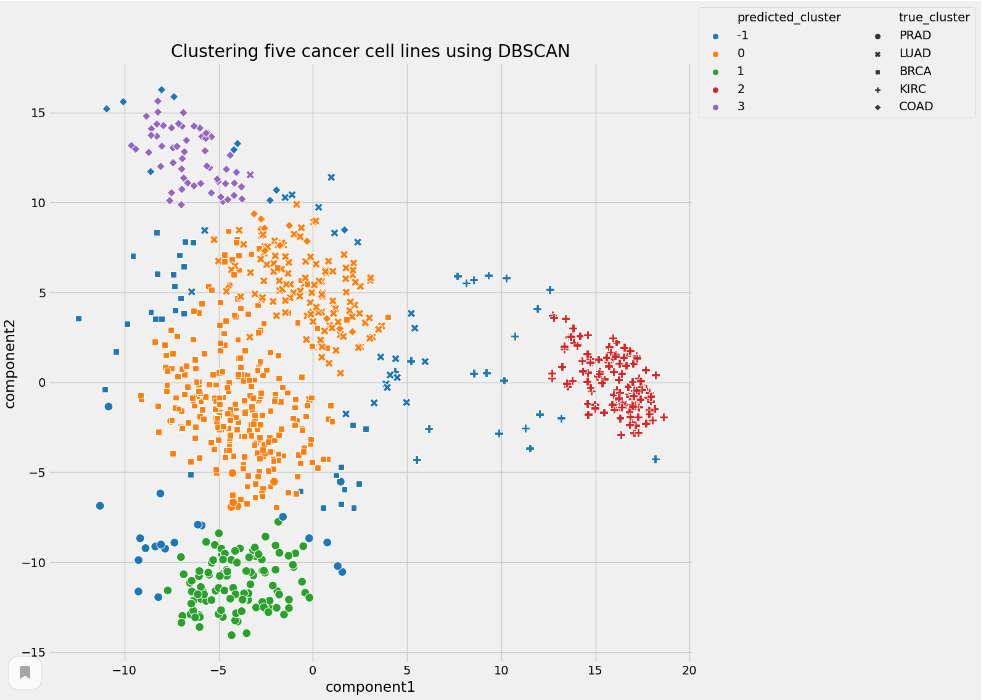 predicted_cluster true_cluster
-1 PRAD
0 LUAD
1 BRCA
2 KIRC
3 COAD
Clustering five cancer cell lines using DBSCAN
component2
15
10
5
0
−5
−10
−15
−10 −5 0 5 10 15 20
component1